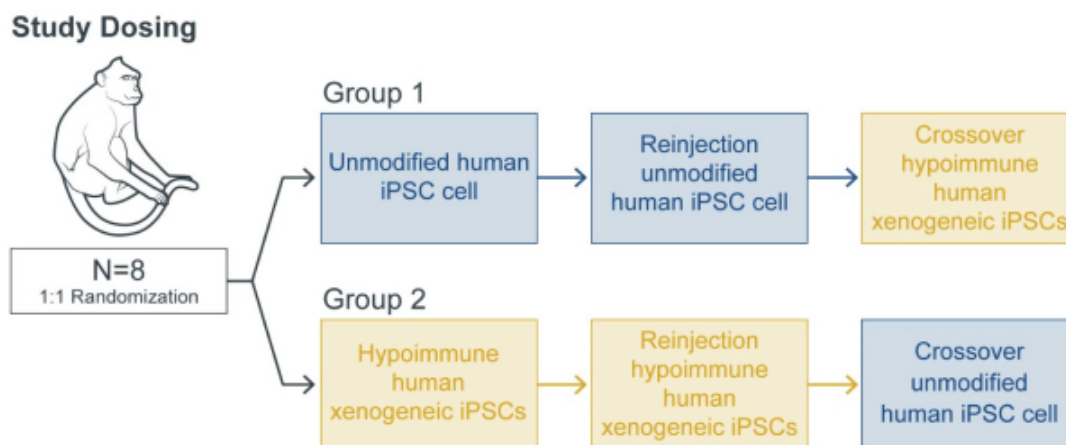 Study Dosing
N=8
1:1 Randomization
Group 1
Unmodified human
iPSC cell
Reinjection
unmodified
human iPSC cell
Crossover
hypoimmune
human
xenogeneic iPSCs
Group 2
Hypoimmune
human
xenogeneic iPSCs
Reinjection
hypoimmune
human
xenogeneic iPSCs
Crossover
unmodified
human iPSC cell